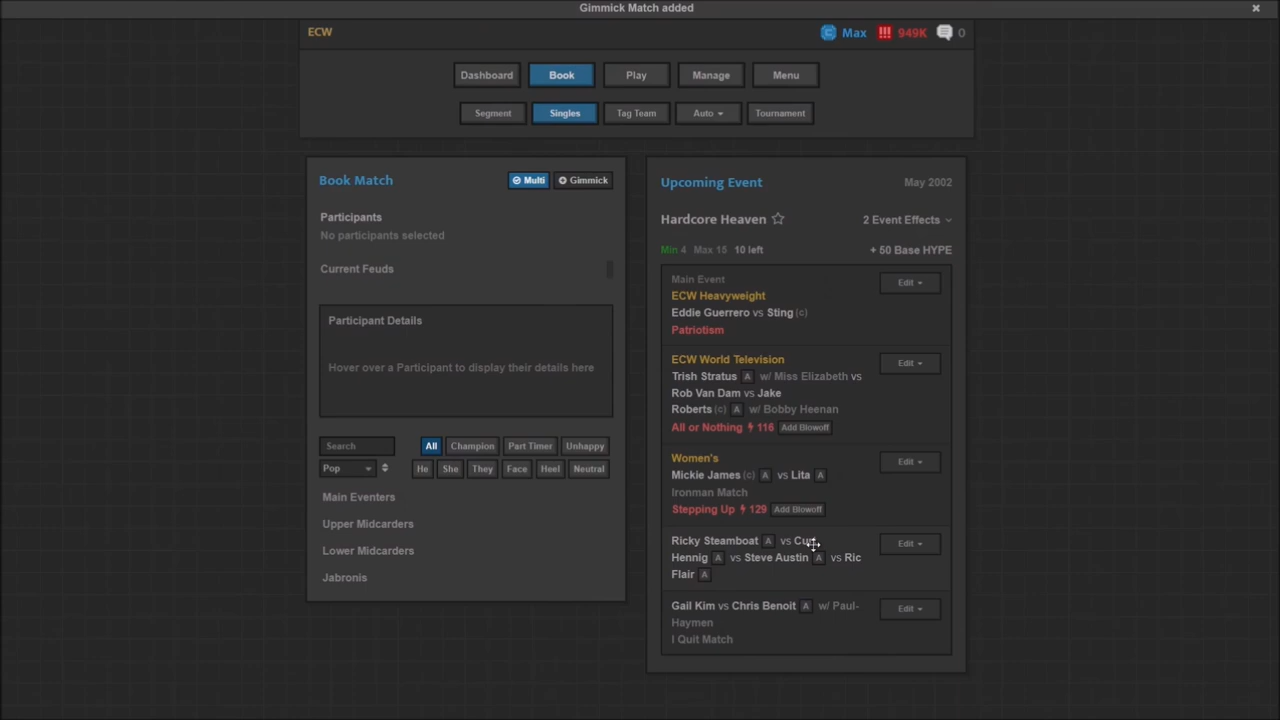 Gimmick Match added
ECW
Max 949K 0
Dashboard Book Play Manage Menu
Segment Singles Tag Team Auto Tournament
Book Match Multi Gimmick
Participants
No participants selected
Current Feuds
Participant Details
Hover over a Participant to display their details here
Search All Champion Part Timer Unhappy
Pop He She They Face Heel Neutral
Main Eventers
Upper Midcarders
Lower Midcarders
Jabronis
Upcoming Event May 2002
Hardcore Heaven 2 Event Effects
Min 4 Max 15 10 left + 50 Base HYPE
Main Event Edit
ECW Heavyweight
Eddie Guerrero vs Sting (c)
Patriotism
ECW World Television Edit
Trish Stratus A w/ Miss Elizabeth vs
Rob Van Dam vs Jake
Roberts (c) A w/ Bobby Heenan
All or Nothing 116 Add Blowoff
Women's Edit
Mickie James (c) A vs Lita A
Ironman Match
Stepping Up 129 Add Blowoff
Ricky Steamboat A vs Curt Edit
Hennig A vs Steve Austin A vs Ric
Flair A
Gail Kim vs Chris Benoit A w/ Paul- Edit
Haymen
I Quit Match